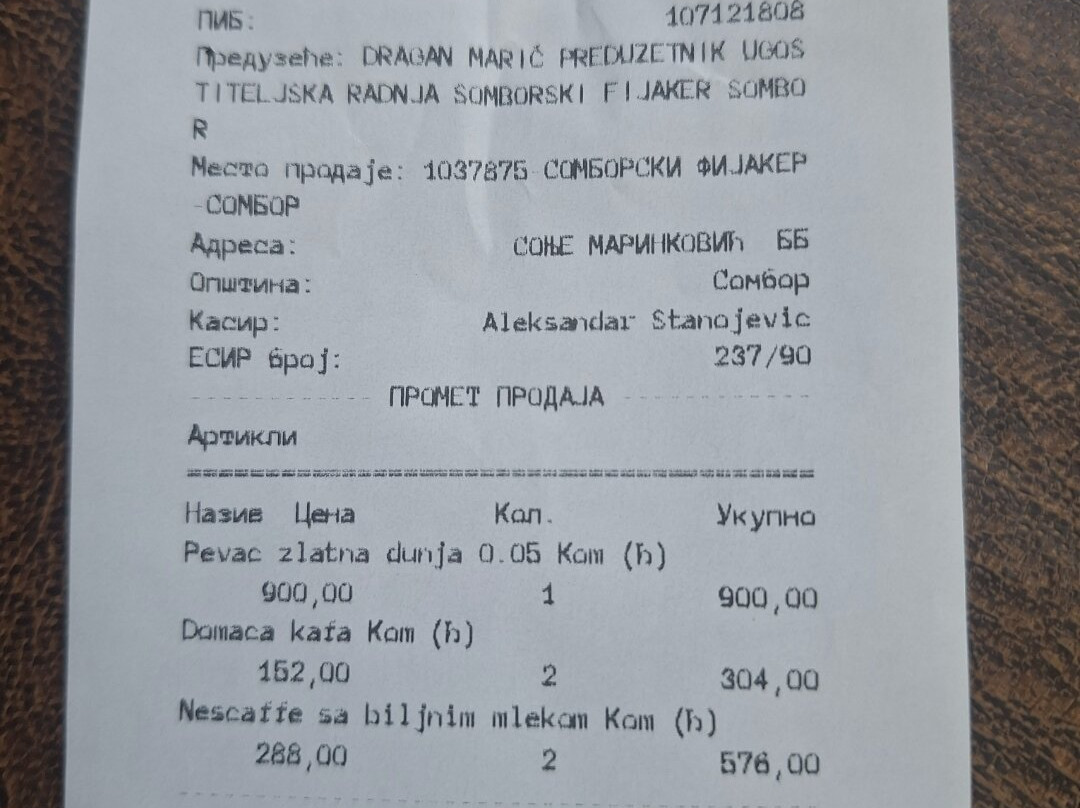 ПИБ: 107121808
Предузеће: DRAGAN MARIĆ PREDUZETNIK UGOS
TITELJSKA RADNJA SOMBORSKI FIJAKER SOMBO
R
Место продаје: 1037875-СОМБОРСКИ ФИЈАКЕР
-СОМБОР
Адреса: СОЊЕ МАРИНКОВИЋ ББ
Општина: Сомбор
Касир: Aleksandar Stanojevic
ЕСИР број: 237/90
ПРОМЕТ ПРОДАЈА
Артикли
Назив Цена Кол. Укупно
Pevac zlatna dunja 0.05 Kom (Ђ)
900,00 1 900,00
Domaca kafa Kom (Ђ)
152,00 2 304,00
Nescaffe sa biljnim mlekom Kom (Ђ)
288,00 2 576,00